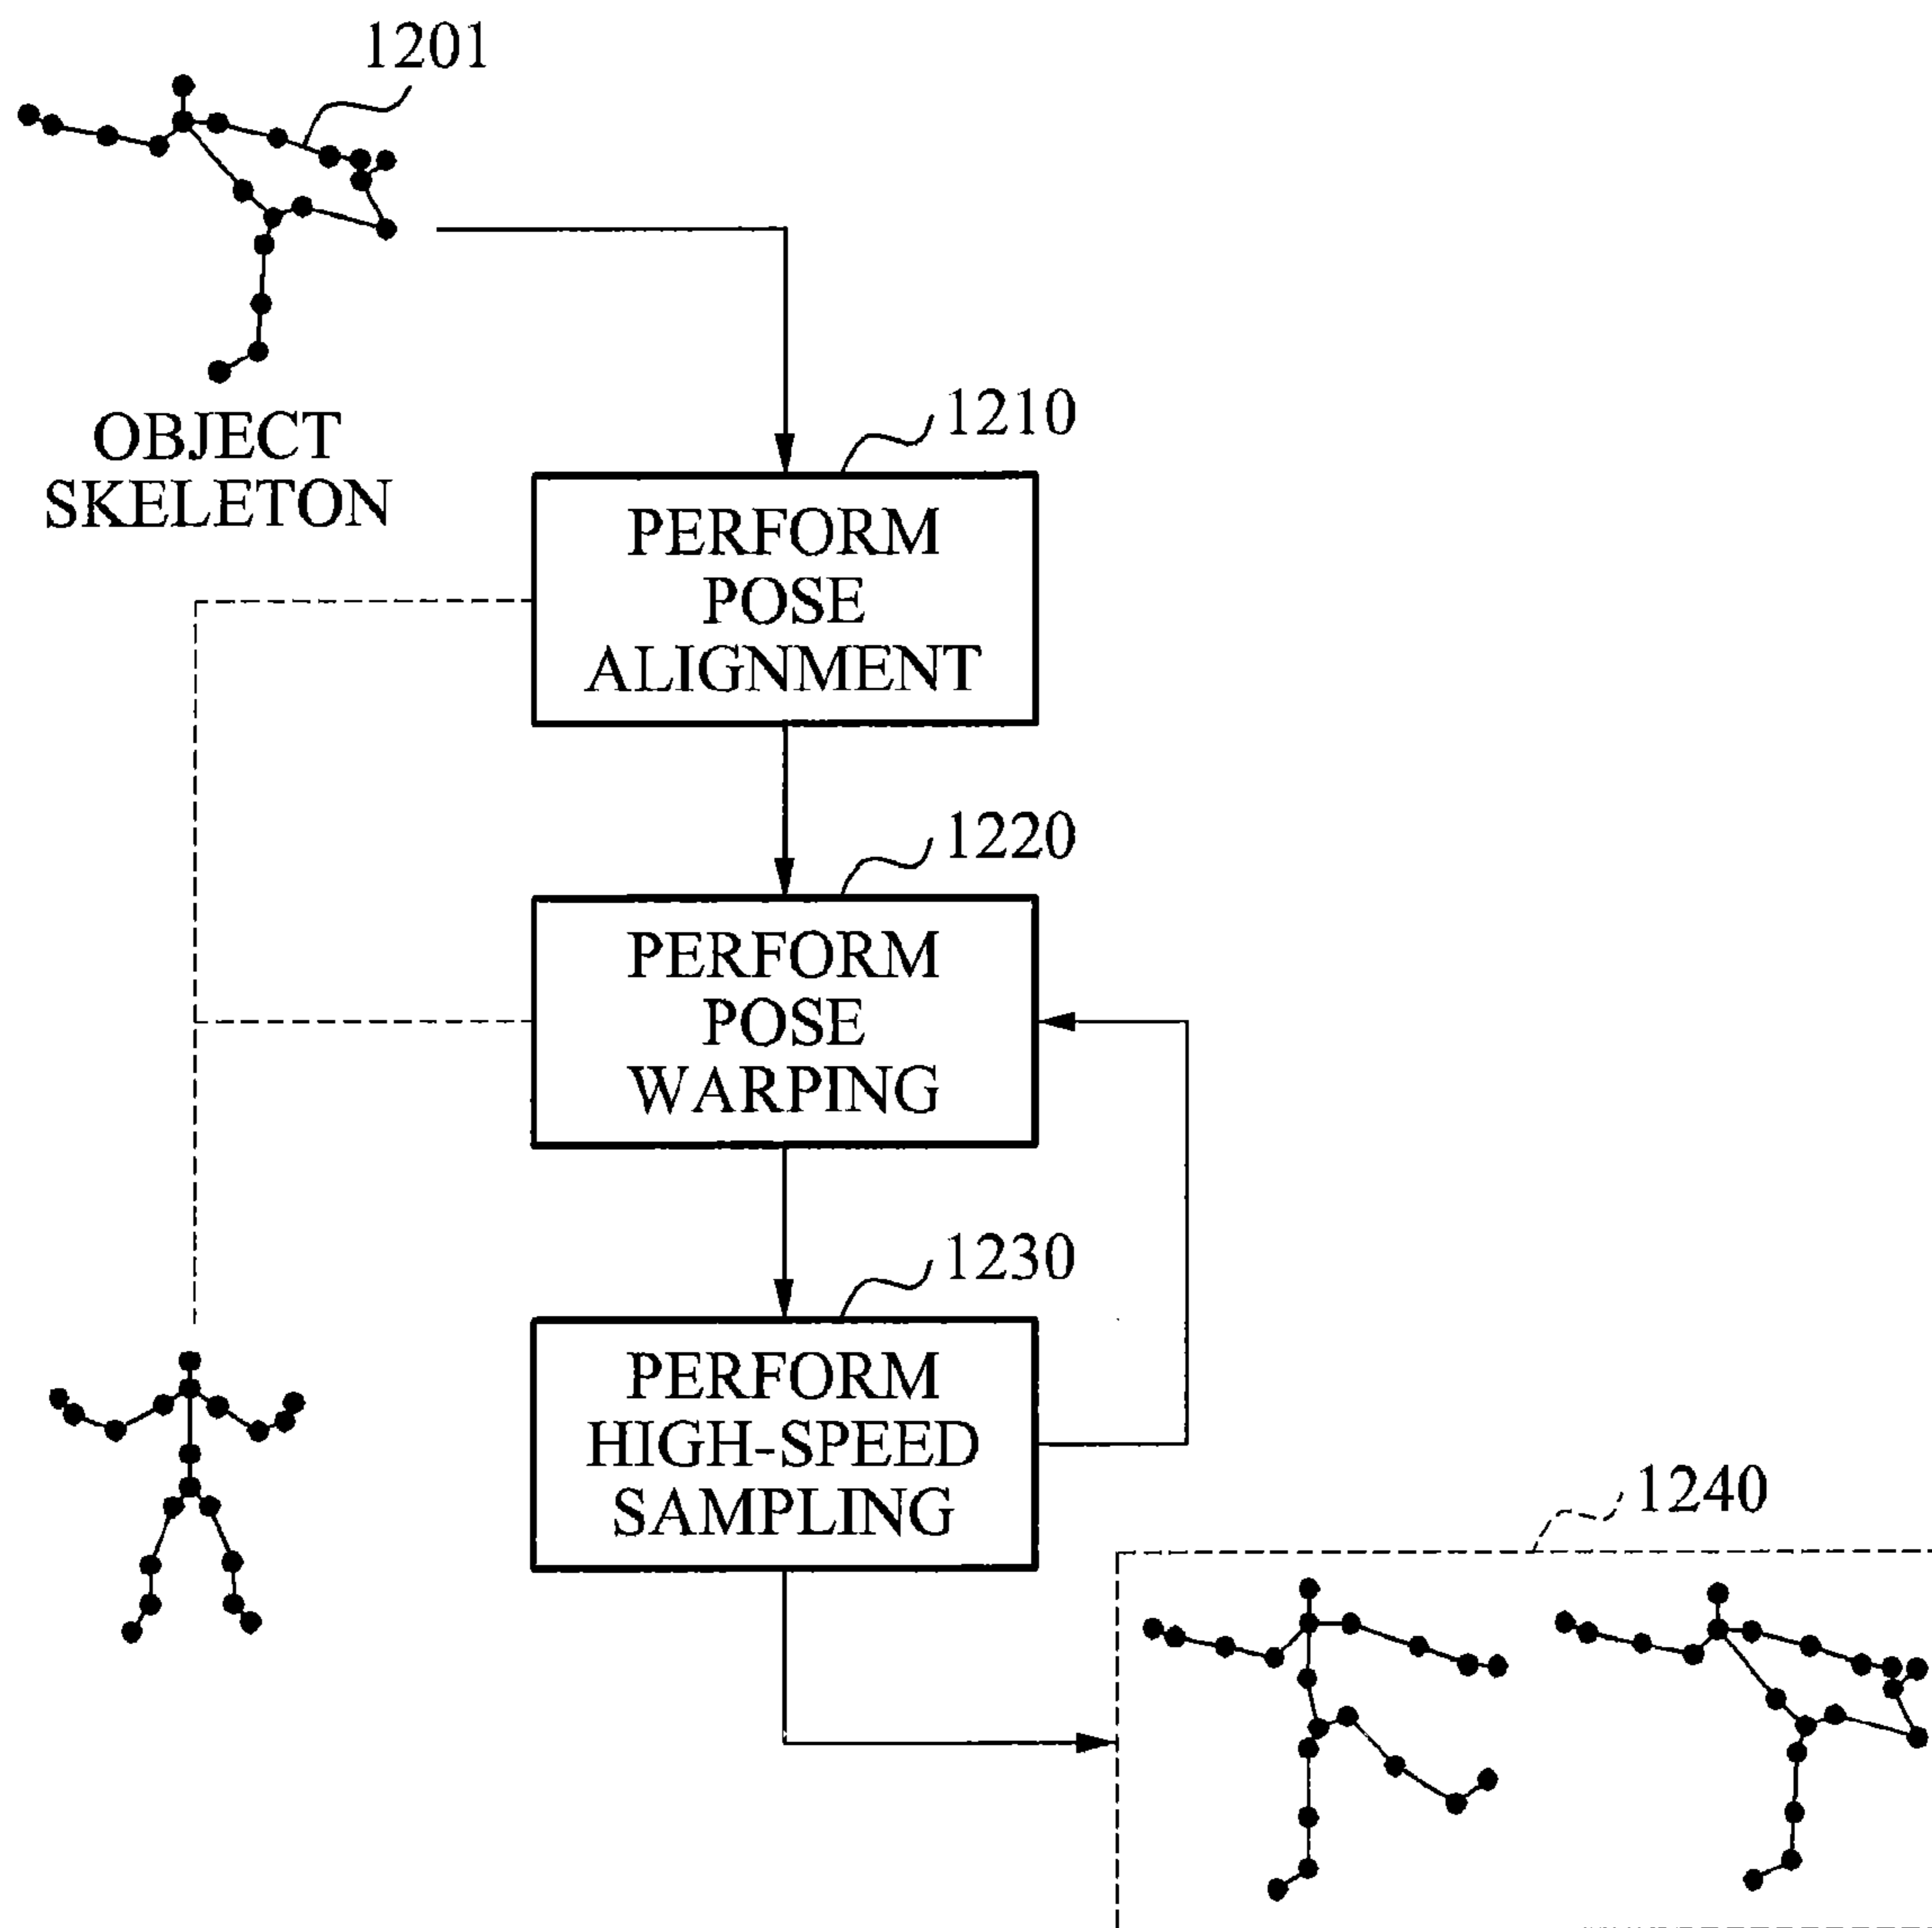 1201
OBJECT
SKELETON
1210
PERFORM
POSE
ALIGNMENT
1220
PERFORM
POSE
WARPING
1230
PERFORM
HIGH-SPEED
SAMPLING
1240